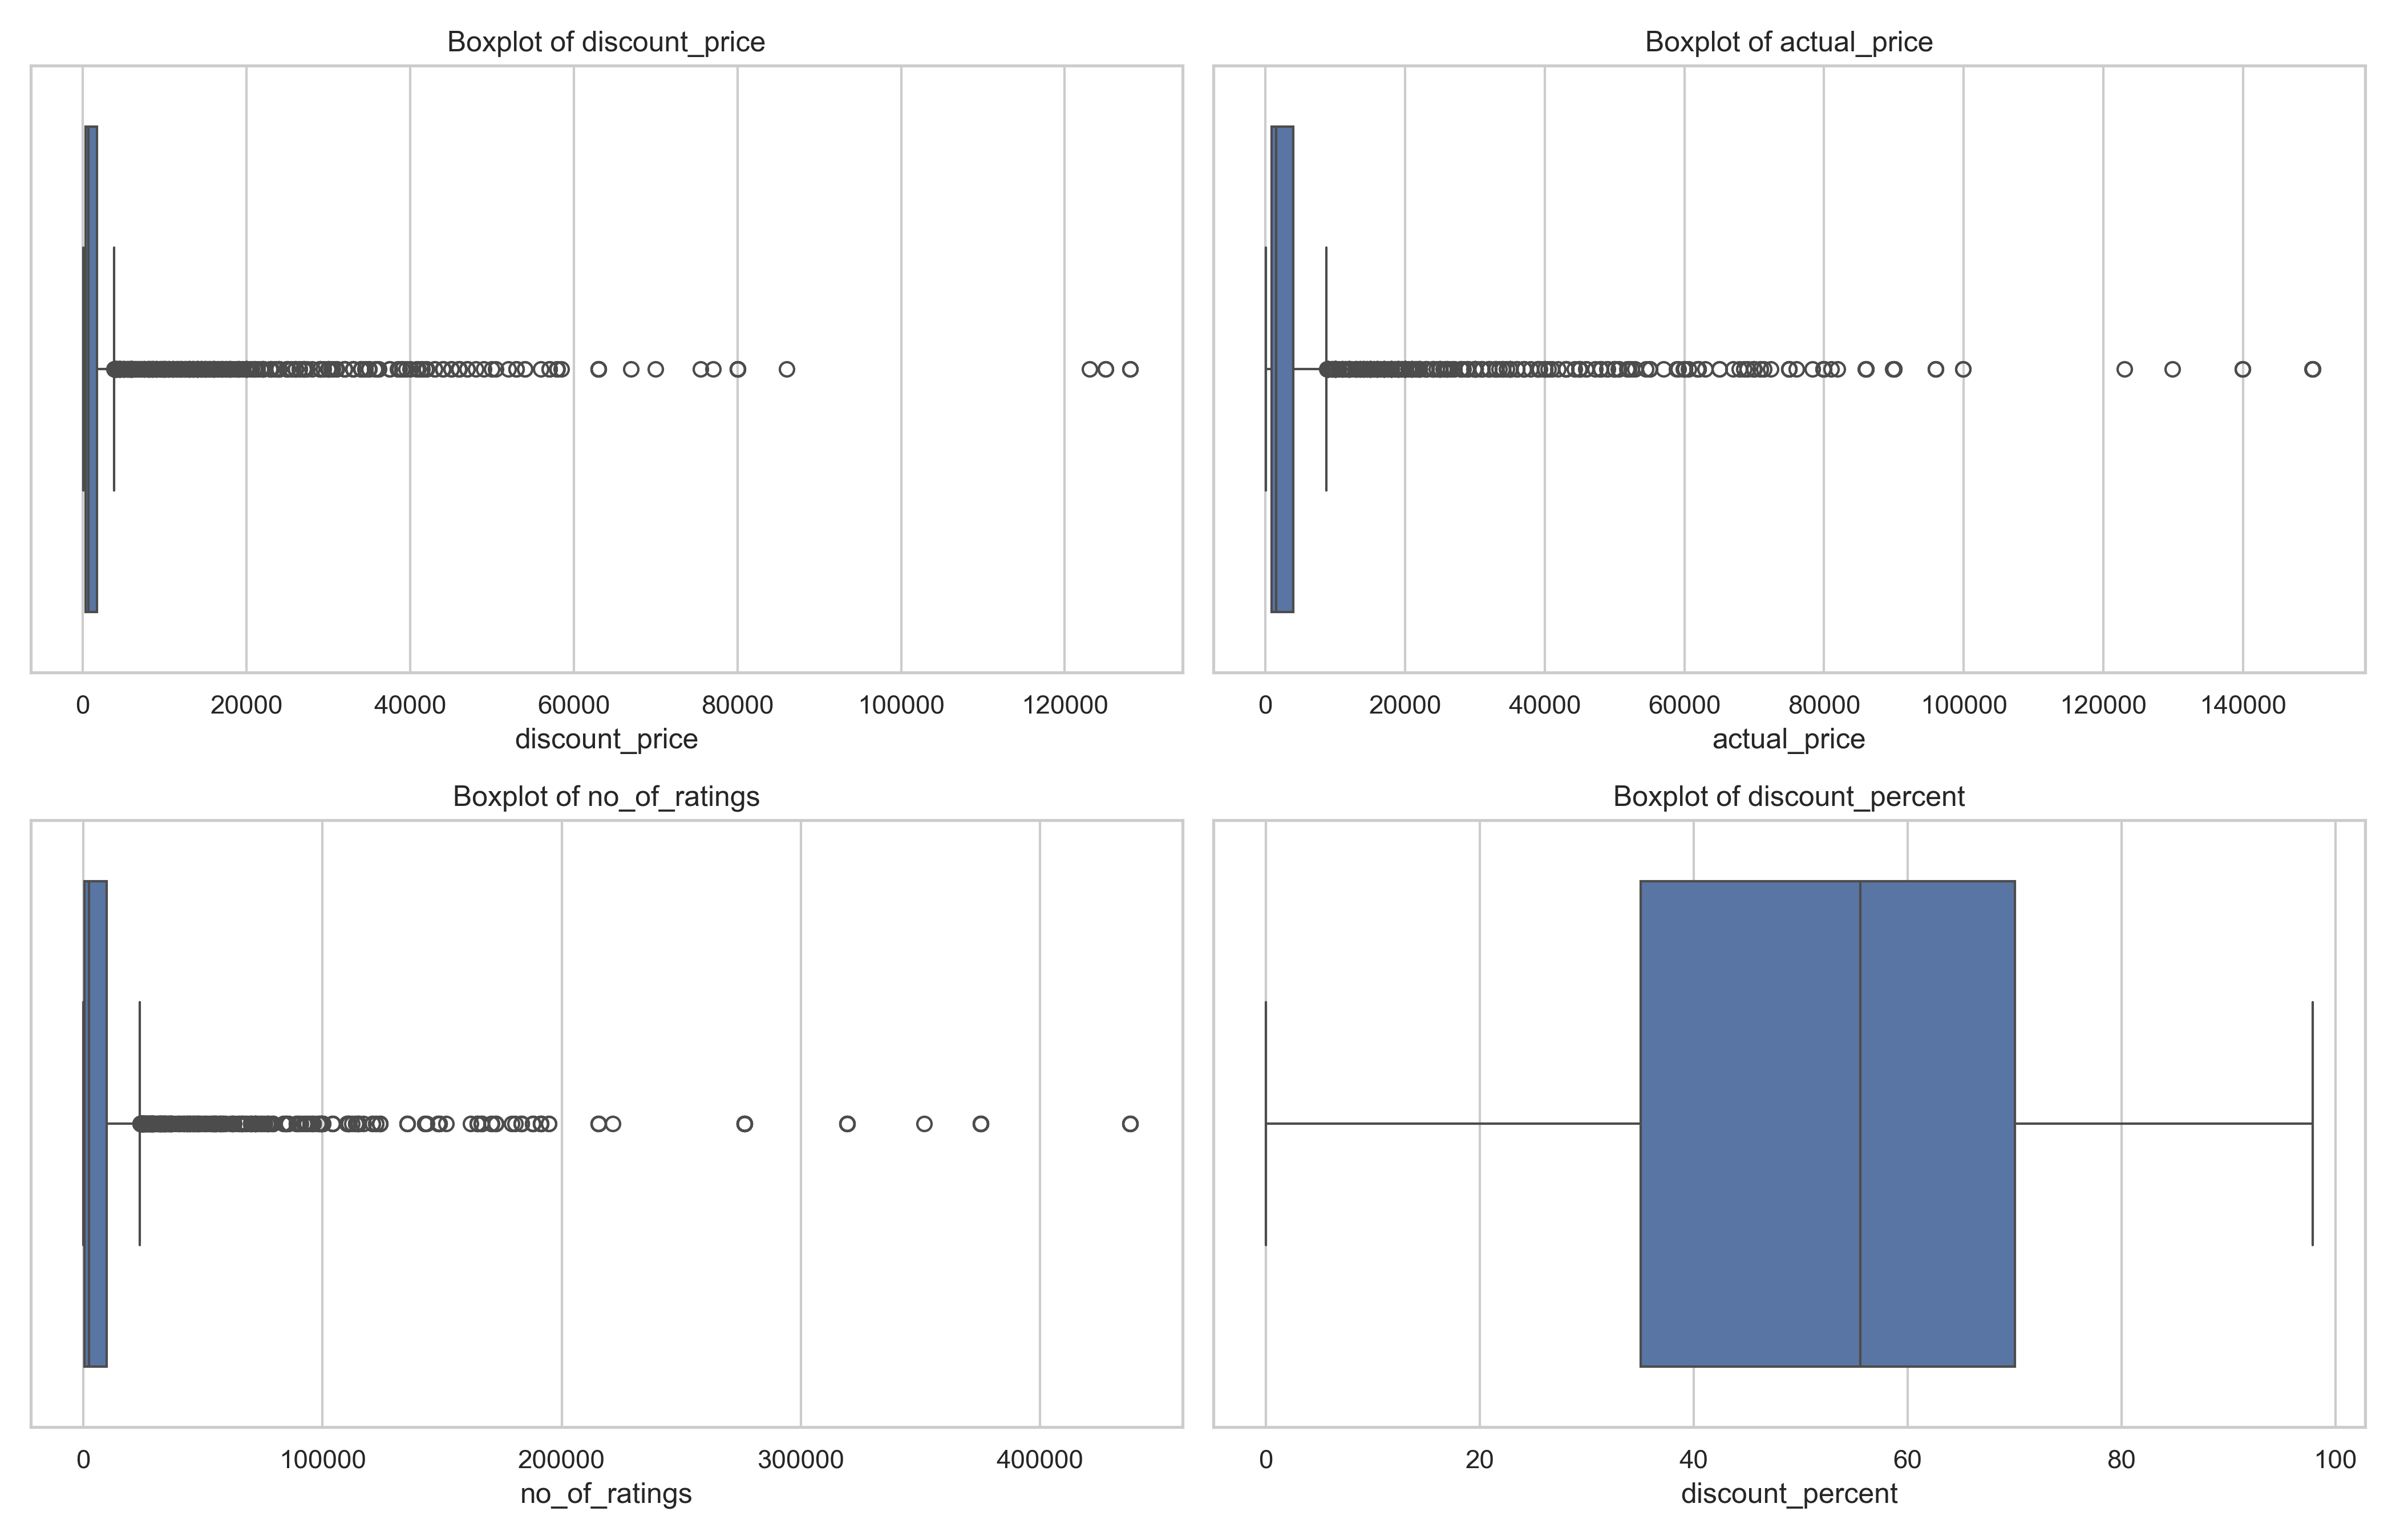 Boxplot of discount_price
0 20000 40000 60000 80000 100000 120000
discount_price
Boxplot of actual_price
0 20000 40000 60000 80000 100000 120000 140000
actual_price
Boxplot of no_of_ratings
0 100000 200000 300000 400000
no_of_ratings
Boxplot of discount_percent
0 20 40 60 80 100
discount_percent